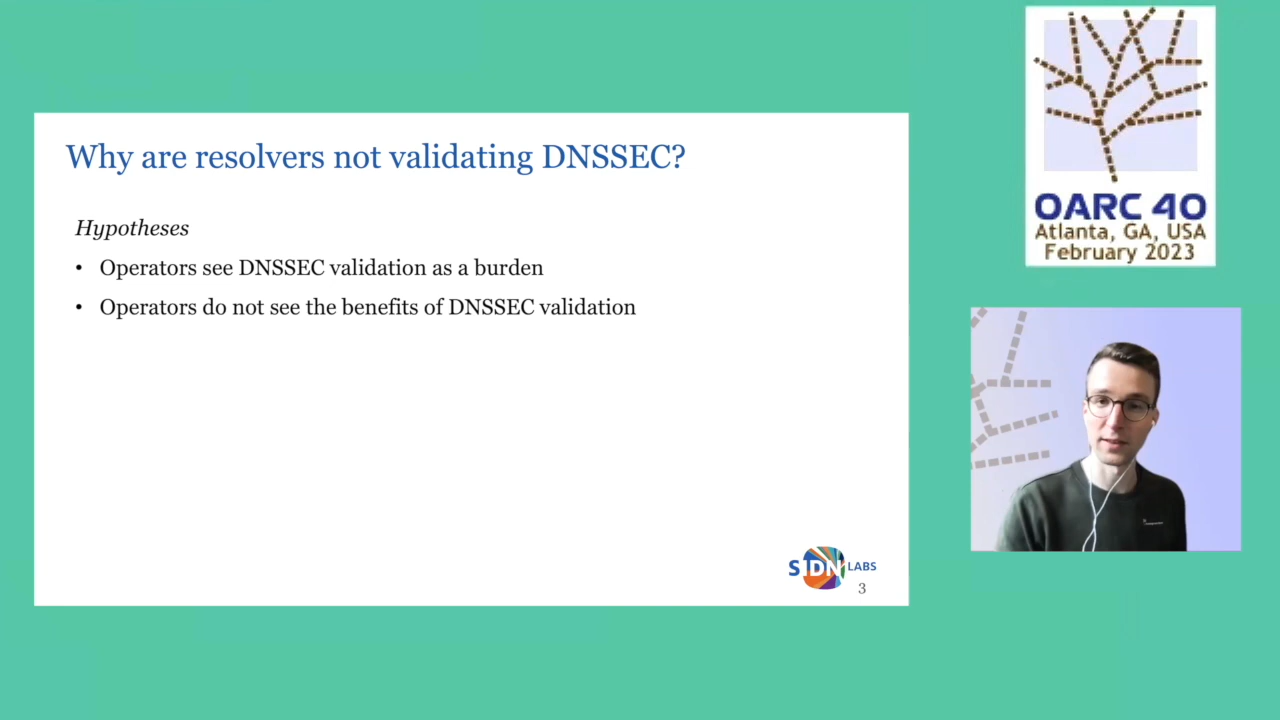 Why are resolvers not validating DNSSEC?
Hypotheses
• Operators see DNSSEC validation as a burden
• Operators do not see the benefits of DNSSEC validation
SIDN LABS
3
OARC 40
Atlanta, GA, USA
February 2023